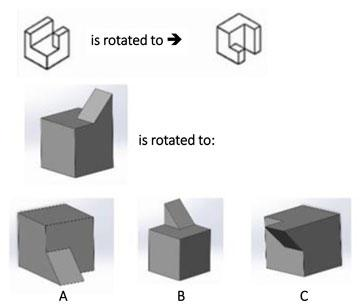 is rotated to 🡺
is rotated to:
A B C